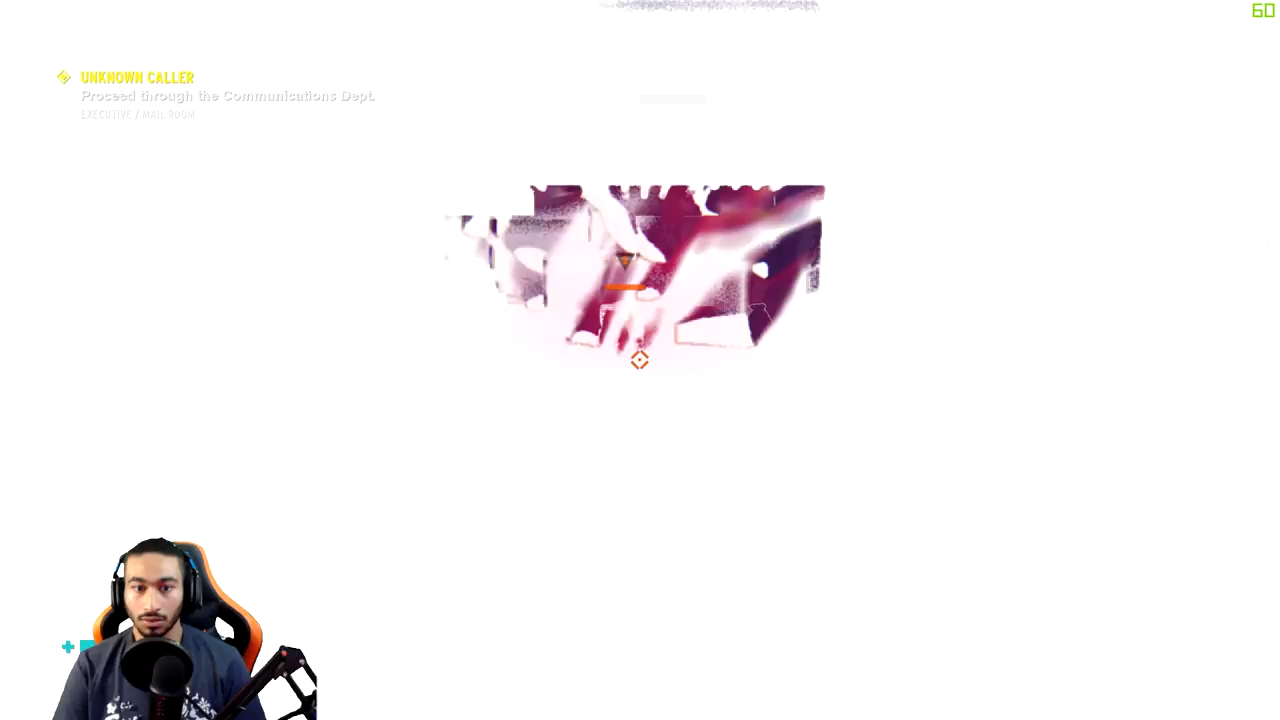 60
UNKNOWN CALLER
Proceed through the Communications Dept.
EXECUTIVE / MAIL ROOM